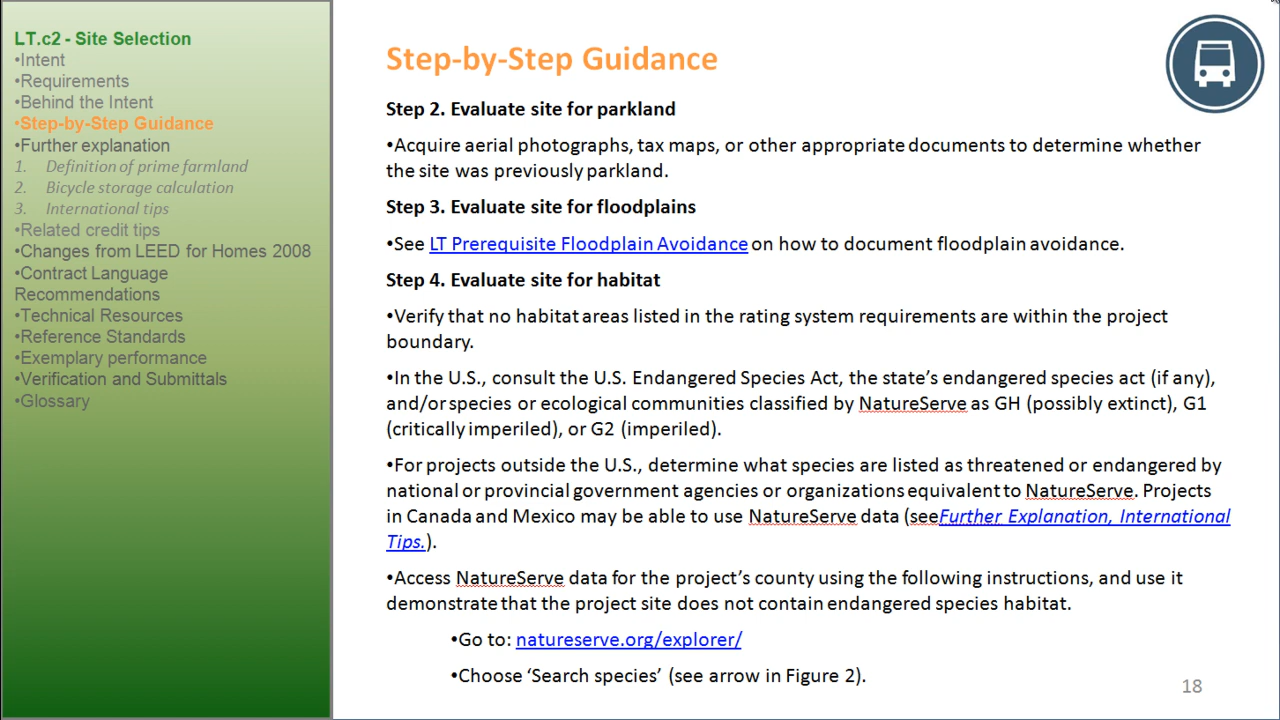 LT.c2 - Site Selection
•Intent
•Requirements
•Behind the Intent
•Step-by-Step Guidance
•Further explanation
1. Definition of prime farmland
2. Bicycle storage calculation
3. International tips
•Related credit tips
•Changes from LEED for Homes 2008
•Contract Language
Recommendations
•Technical Resources
•Reference Standards
•Exemplary performance
•Verification and Submittals
•Glossary
Step-by-Step Guidance
Step 2. Evaluate site for parkland
•Acquire aerial photographs, tax maps, or other appropriate documents to determine whether
the site was previously parkland.
Step 3. Evaluate site for floodplains
•See LT Prerequisite Floodplain Avoidance on how to document floodplain avoidance.
Step 4. Evaluate site for habitat
•Verify that no habitat areas listed in the rating system requirements are within the project
boundary.
•In the U.S., consult the U.S. Endangered Species Act, the state’s endangered species act (if any),
and/or species or ecological communities classified by NatureServe as GH (possibly extinct), G1
(critically imperiled), or G2 (imperiled).
•For projects outside the U.S., determine what species are listed as threatened or endangered by
national or provincial government agencies or organizations equivalent to NatureServe. Projects
in Canada and Mexico may be able to use NatureServe data (seeFurther Explanation, International
Tips.).
•Access NatureServe data for the project’s county using the following instructions, and use it
demonstrate that the project site does not contain endangered species habitat.
•Go to: natureserve.org/explorer/
•Choose ‘Search species’ (see arrow in Figure 2).
18